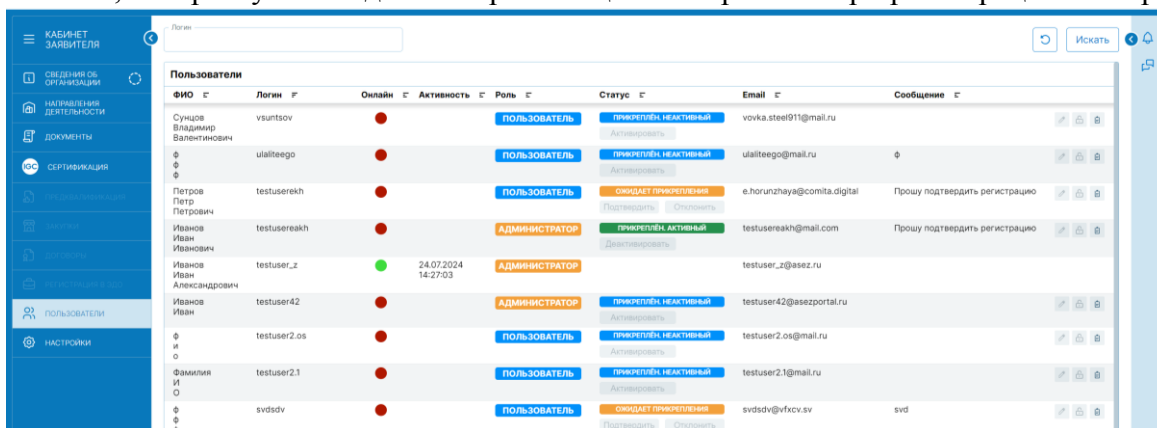 КАБИНЕТ
ЗАЯВИТЕЛЯ
СВЕДЕНИЯ ОБ
ОРГАНИЗАЦИИ
НАПРАВЛЕНИЯ
ДЕЯТЕЛЬНОСТИ
ДОКУМЕНТЫ
IGC СЕРТИФИКАЦИЯ
ПРЕДКВАЛИФИКАЦИЯ
ЗАКУПКИ
ДОГОВОРЫ
РЕГИСТРАЦИЯ В ЭДО
ПОЛЬЗОВАТЕЛИ
НАСТРОЙКИ
Логин
Искать
Пользователи
ФИО Логин Онлайн Активность Роль Статус Email Сообщение
Сунцов vsuntsov ПОЛЬЗОВАТЕЛЬ ПРИКРЕПЛЁН. НЕАКТИВНЫЙ vovka.steel911@mail.ru
Владимир Активировать
Валентинович
ф ulaliteego ПОЛЬЗОВАТЕЛЬ ПРИКРЕПЛЁН. НЕАКТИВНЫЙ ulaliteego@mail.ru ф
ф Активировать
ф
Петров testuserekh ПОЛЬЗОВАТЕЛЬ ОЖИДАЕТ ПРИКРЕПЛЕНИЯ e.horunzhaya@comita.digital Прошу подтвердить регистрацию
Петр Подтвердить Отклонить
Петрович
Иванов testusereakh АДМИНИСТРАТОР ПРИКРЕПЛЁН. АКТИВНЫЙ testusereakh@mail.com Прошу подтвердить регистрацию
Иван Деактивировать
Иванович
Иванов testuser_z 24.07.2024 АДМИНИСТРАТОР testuser_z@asez.ru
Иван 14:27:03
Александрович
Иванов testuser42 АДМИНИСТРАТОР ПРИКРЕПЛЁН. НЕАКТИВНЫЙ testuser42@asezportal.ru
Иван Активировать
ф testuser2.os ПОЛЬЗОВАТЕЛЬ ПРИКРЕПЛЁН. НЕАКТИВНЫЙ testuser2.os@mail.ru
и Активировать
о
Фамилия testuser2.1 ПОЛЬЗОВАТЕЛЬ ПРИКРЕПЛЁН. НЕАКТИВНЫЙ testuser2.1@mail.ru
И Активировать
О
ф svdsdv ПОЛЬЗОВАТЕЛЬ ОЖИДАЕТ ПРИКРЕПЛЕНИЯ svdsdv@vfxcv.sv svd
ф Подтвердить Отклонить